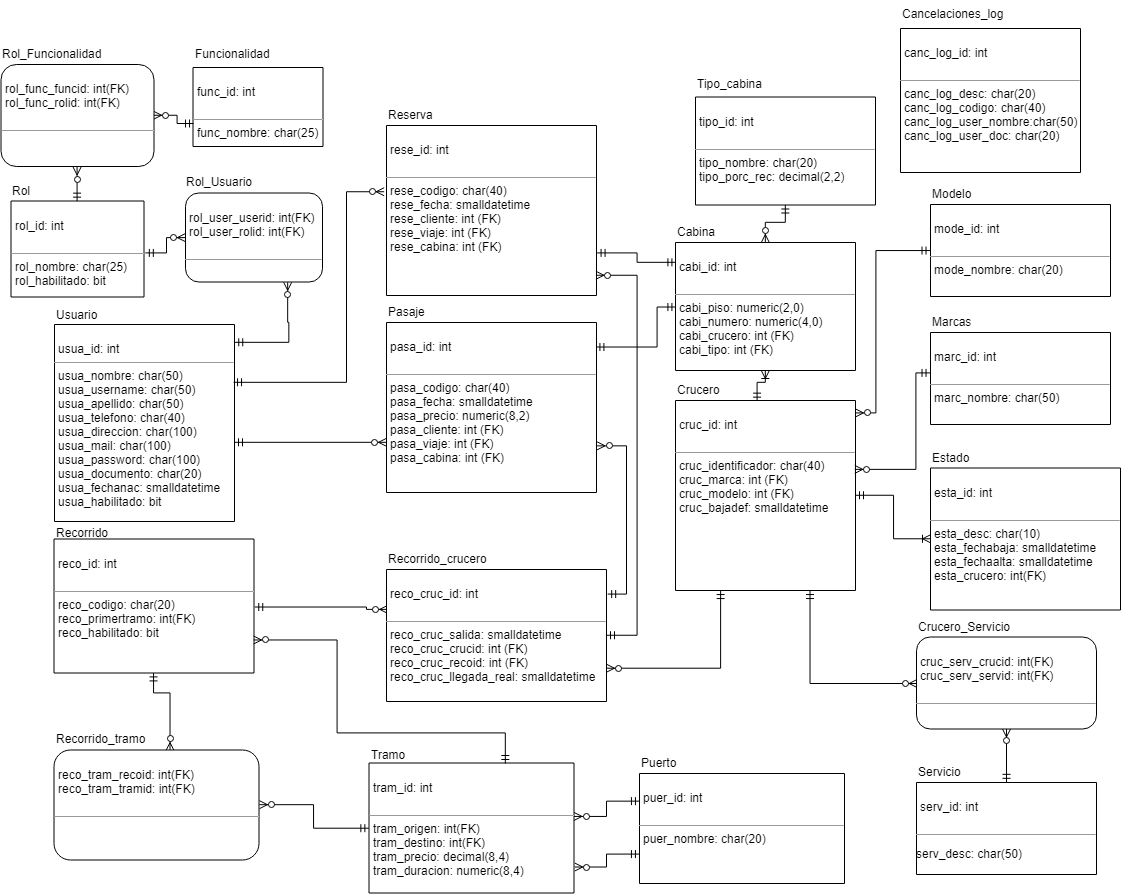 Cancelaciones_log
canc_log_id: int
canc_log_desc: char(20)
canc_log_codigo: char(40)
canc_log_user_nombre:char(50)
canc_log_user_doc: char(20)
Rol_Funcionalidad
rol_func_funcid: int(FK)
rol_func_rolid: int(FK)
Funcionalidad
func_id: int
func_nombre: char(25)
Tipo_cabina
tipo_id: int
tipo_nombre: char(20)
tipo_porc_rec: decimal(2,2)
Reserva
rese_id: int
rese_codigo: char(40)
rese_fecha: smalldatetime
rese_cliente: int (FK)
rese_viaje: int (FK)
rese_cabina: int (FK)
Rol
rol_id: int
rol_nombre: char(25)
rol_habilitado: bit
Rol_Usuario
rol_user_userid: int(FK)
rol_user_rolid: int(FK)
Modelo
mode_id: int
mode_nombre: char(20)
Cabina
cabi_id: int
cabi_piso: numeric(2,0)
cabi_numero: numeric(4,0)
cabi_crucero: int (FK)
cabi_tipo: int (FK)
Usuario
usua_id: int
usua_nombre: char(50)
usua_username: char(50)
usua_apellido: char(50)
usua_telefono: char(40)
usua_direccion: char(100)
usua_mail: char(100)
usua_password: char(100)
usua_documento: char(20)
usua_fechanac: smalldatetime
usua_habilitado: bit
Pasaje
pasa_id: int
pasa_codigo: char(40)
pasa_fecha: smalldatetime
pasa_precio: numeric(8,2)
pasa_cliente: int (FK)
pasa_viaje: int (FK)
pasa_cabina: int (FK)
Marcas
marc_id: int
marc_nombre: char(50)
Crucero
cruc_id: int
cruc_identificador: char(40)
cruc_marca: int (FK)
cruc_modelo: int (FK)
cruc_bajadef: smalldatetime
Estado
esta_id: int
esta_desc: char(10)
esta_fechabaja: smalldatetime
esta_fechaalta: smalldatetime
esta_crucero: int(FK)
Recorrido
reco_id: int
reco_codigo: char(20)
reco_primertramo: int(FK)
reco_habilitado: bit
Recorrido_crucero
reco_cruc_id: int
reco_cruc_salida: smalldatetime
reco_cruc_crucid: int (FK)
reco_cruc_recoid: int (FK)
reco_cruc_llegada_real: smalldatetime
Crucero_Servicio
cruc_serv_crucid: int(FK)
cruc_serv_servid: int(FK)
Recorrido_tramo
reco_tram_recoid: int(FK)
reco_tram_tramid: int(FK)
Tramo
tram_id: int
tram_origen: int(FK)
tram_destino: int(FK)
tram_precio: decimal(8,4)
tram_duracion: numeric(8,4)
Puerto
puer_id: int
puer_nombre: char(20)
Servicio
serv_id: int
serv_desc: char(50)